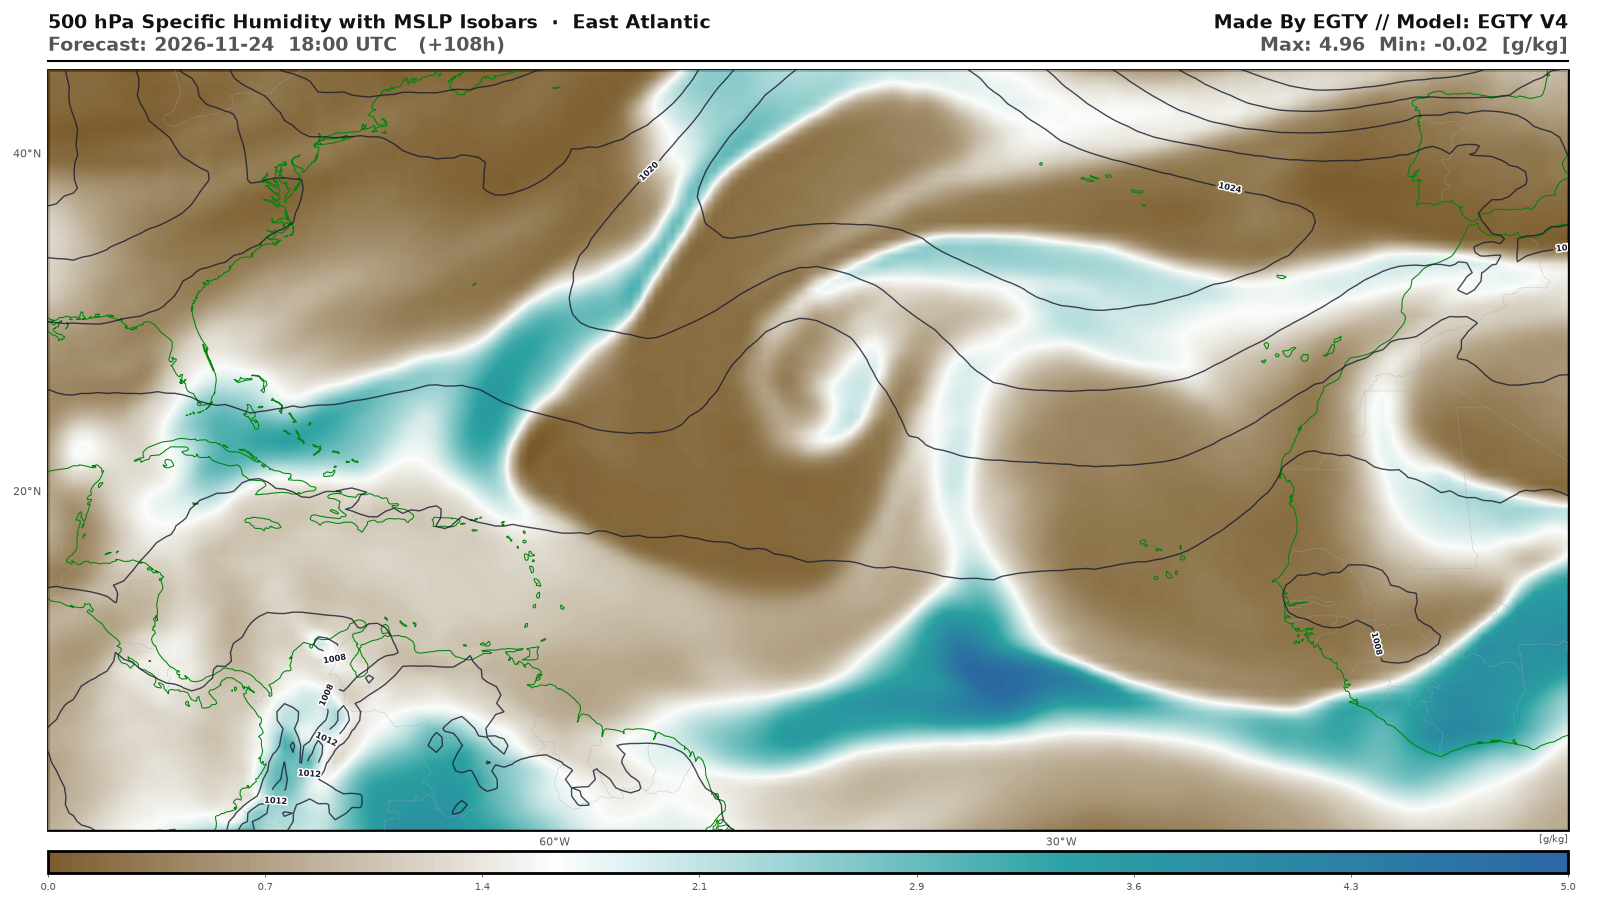 500 hPa Specific Humidity with MSLP Isobars · East Atlantic
Made By EGTY // Model: EGTY V4
Forecast: 2026-11-24 18:00 UTC (+108h)
Max: 4.96 Min: -0.02 [g/kg]
40°N
1020
1024
10
20°N
1008
1008
1008
1012
1012
1012
60°W
30°W
[g/kg]
0.0 0.7 1.4 2.1 2.9 3.6 4.3 5.0